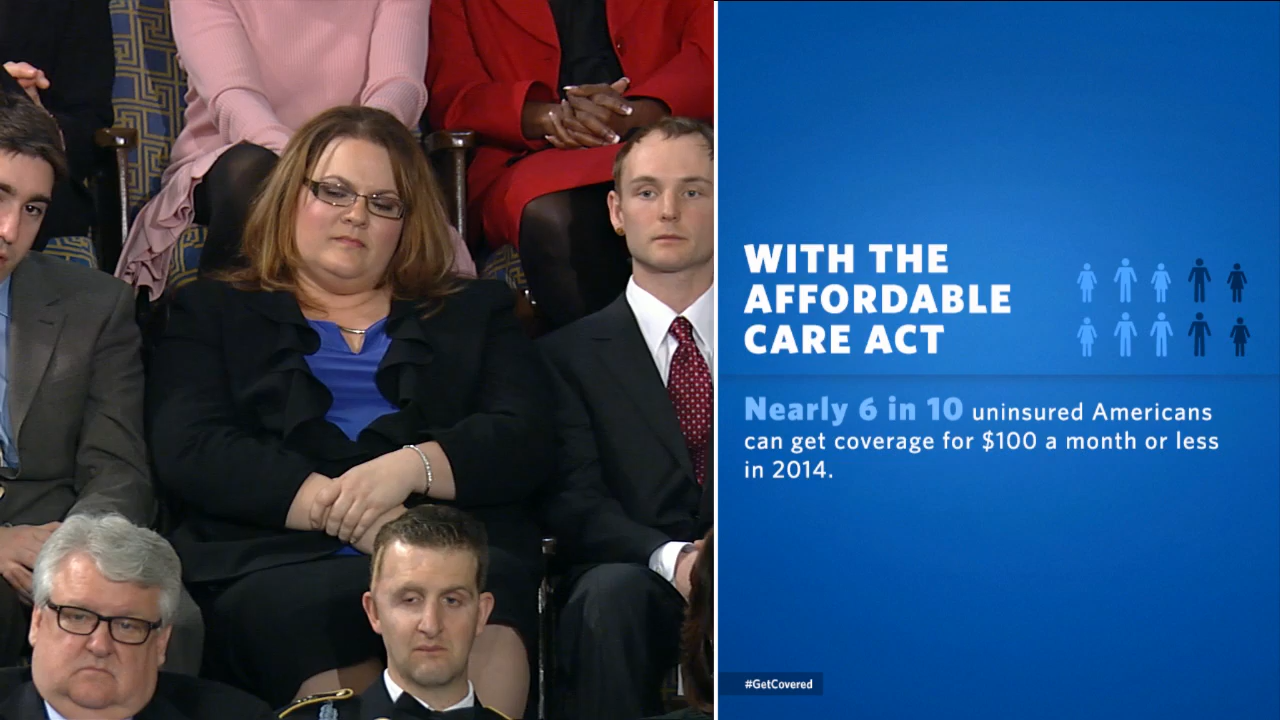 WITH THE
AFFORDABLE
CARE ACT
Nearly 6 in 10 uninsured Americans
can get coverage for $100 a month or less
in 2014.
#GetCovered